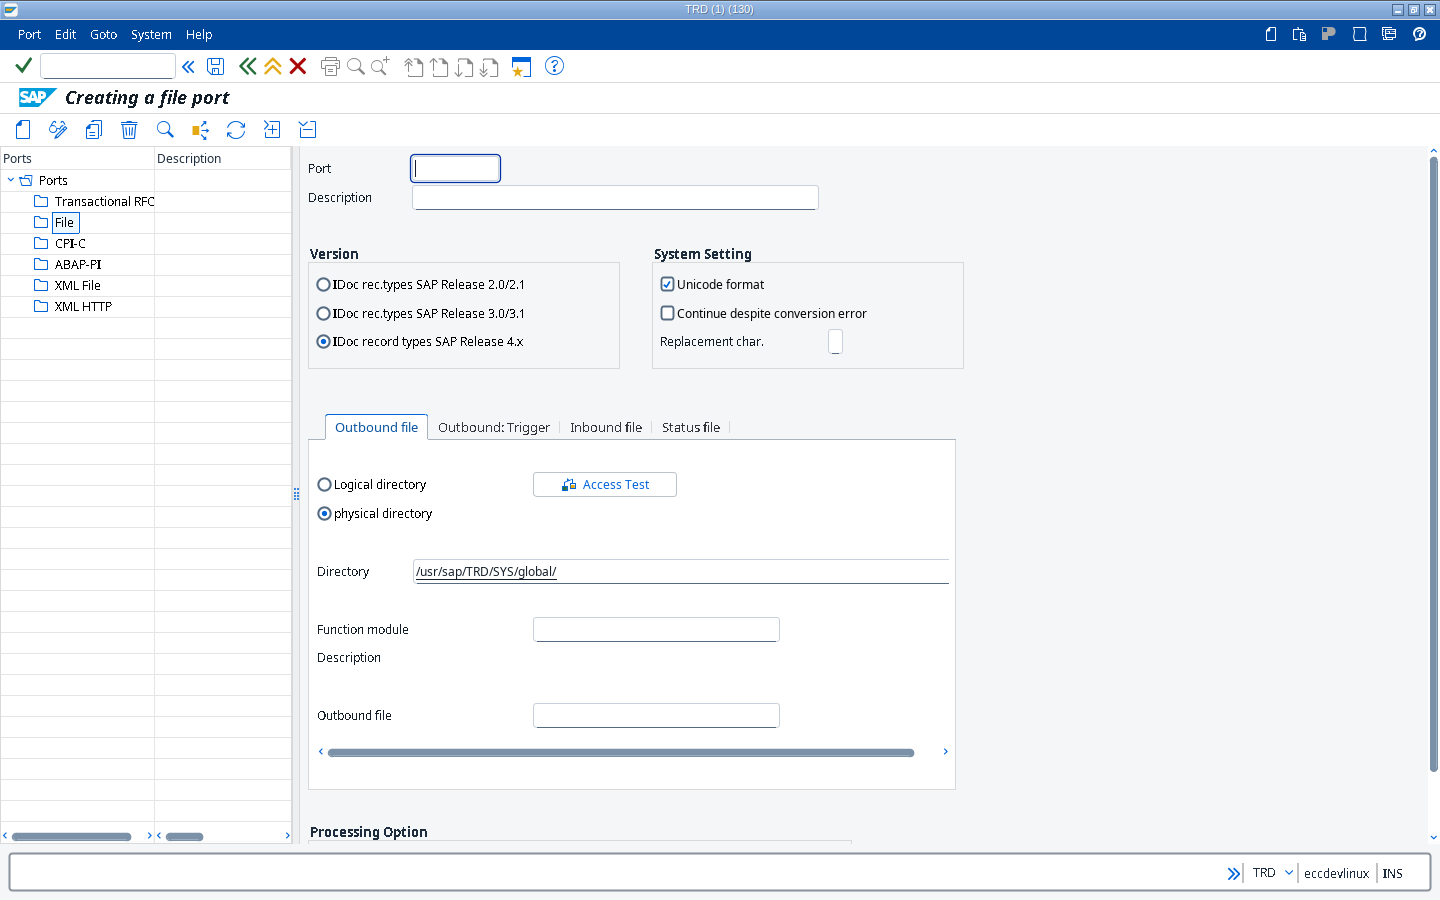 TRD (1) (130)
Port Edit Goto System Help
SAP Creating a file port
Ports Description
Ports
Transactional RFC
File
CPI-C
ABAP-PI
XML File
XML HTTP
Port
Description
Version
IDoc rec.types SAP Release 2.0/2.1
IDoc rec.types SAP Release 3.0/3.1
IDoc record types SAP Release 4.x
System Setting
Unicode format
Continue despite conversion error
Replacement char.
Outbound file Outbound: Trigger Inbound file Status file
Logical directory Access Test
physical directory
Directory /usr/sap/TRD/SYS/global/
Function module
Description
Outbound file
Processing Option
TRD eccdevlinux INS